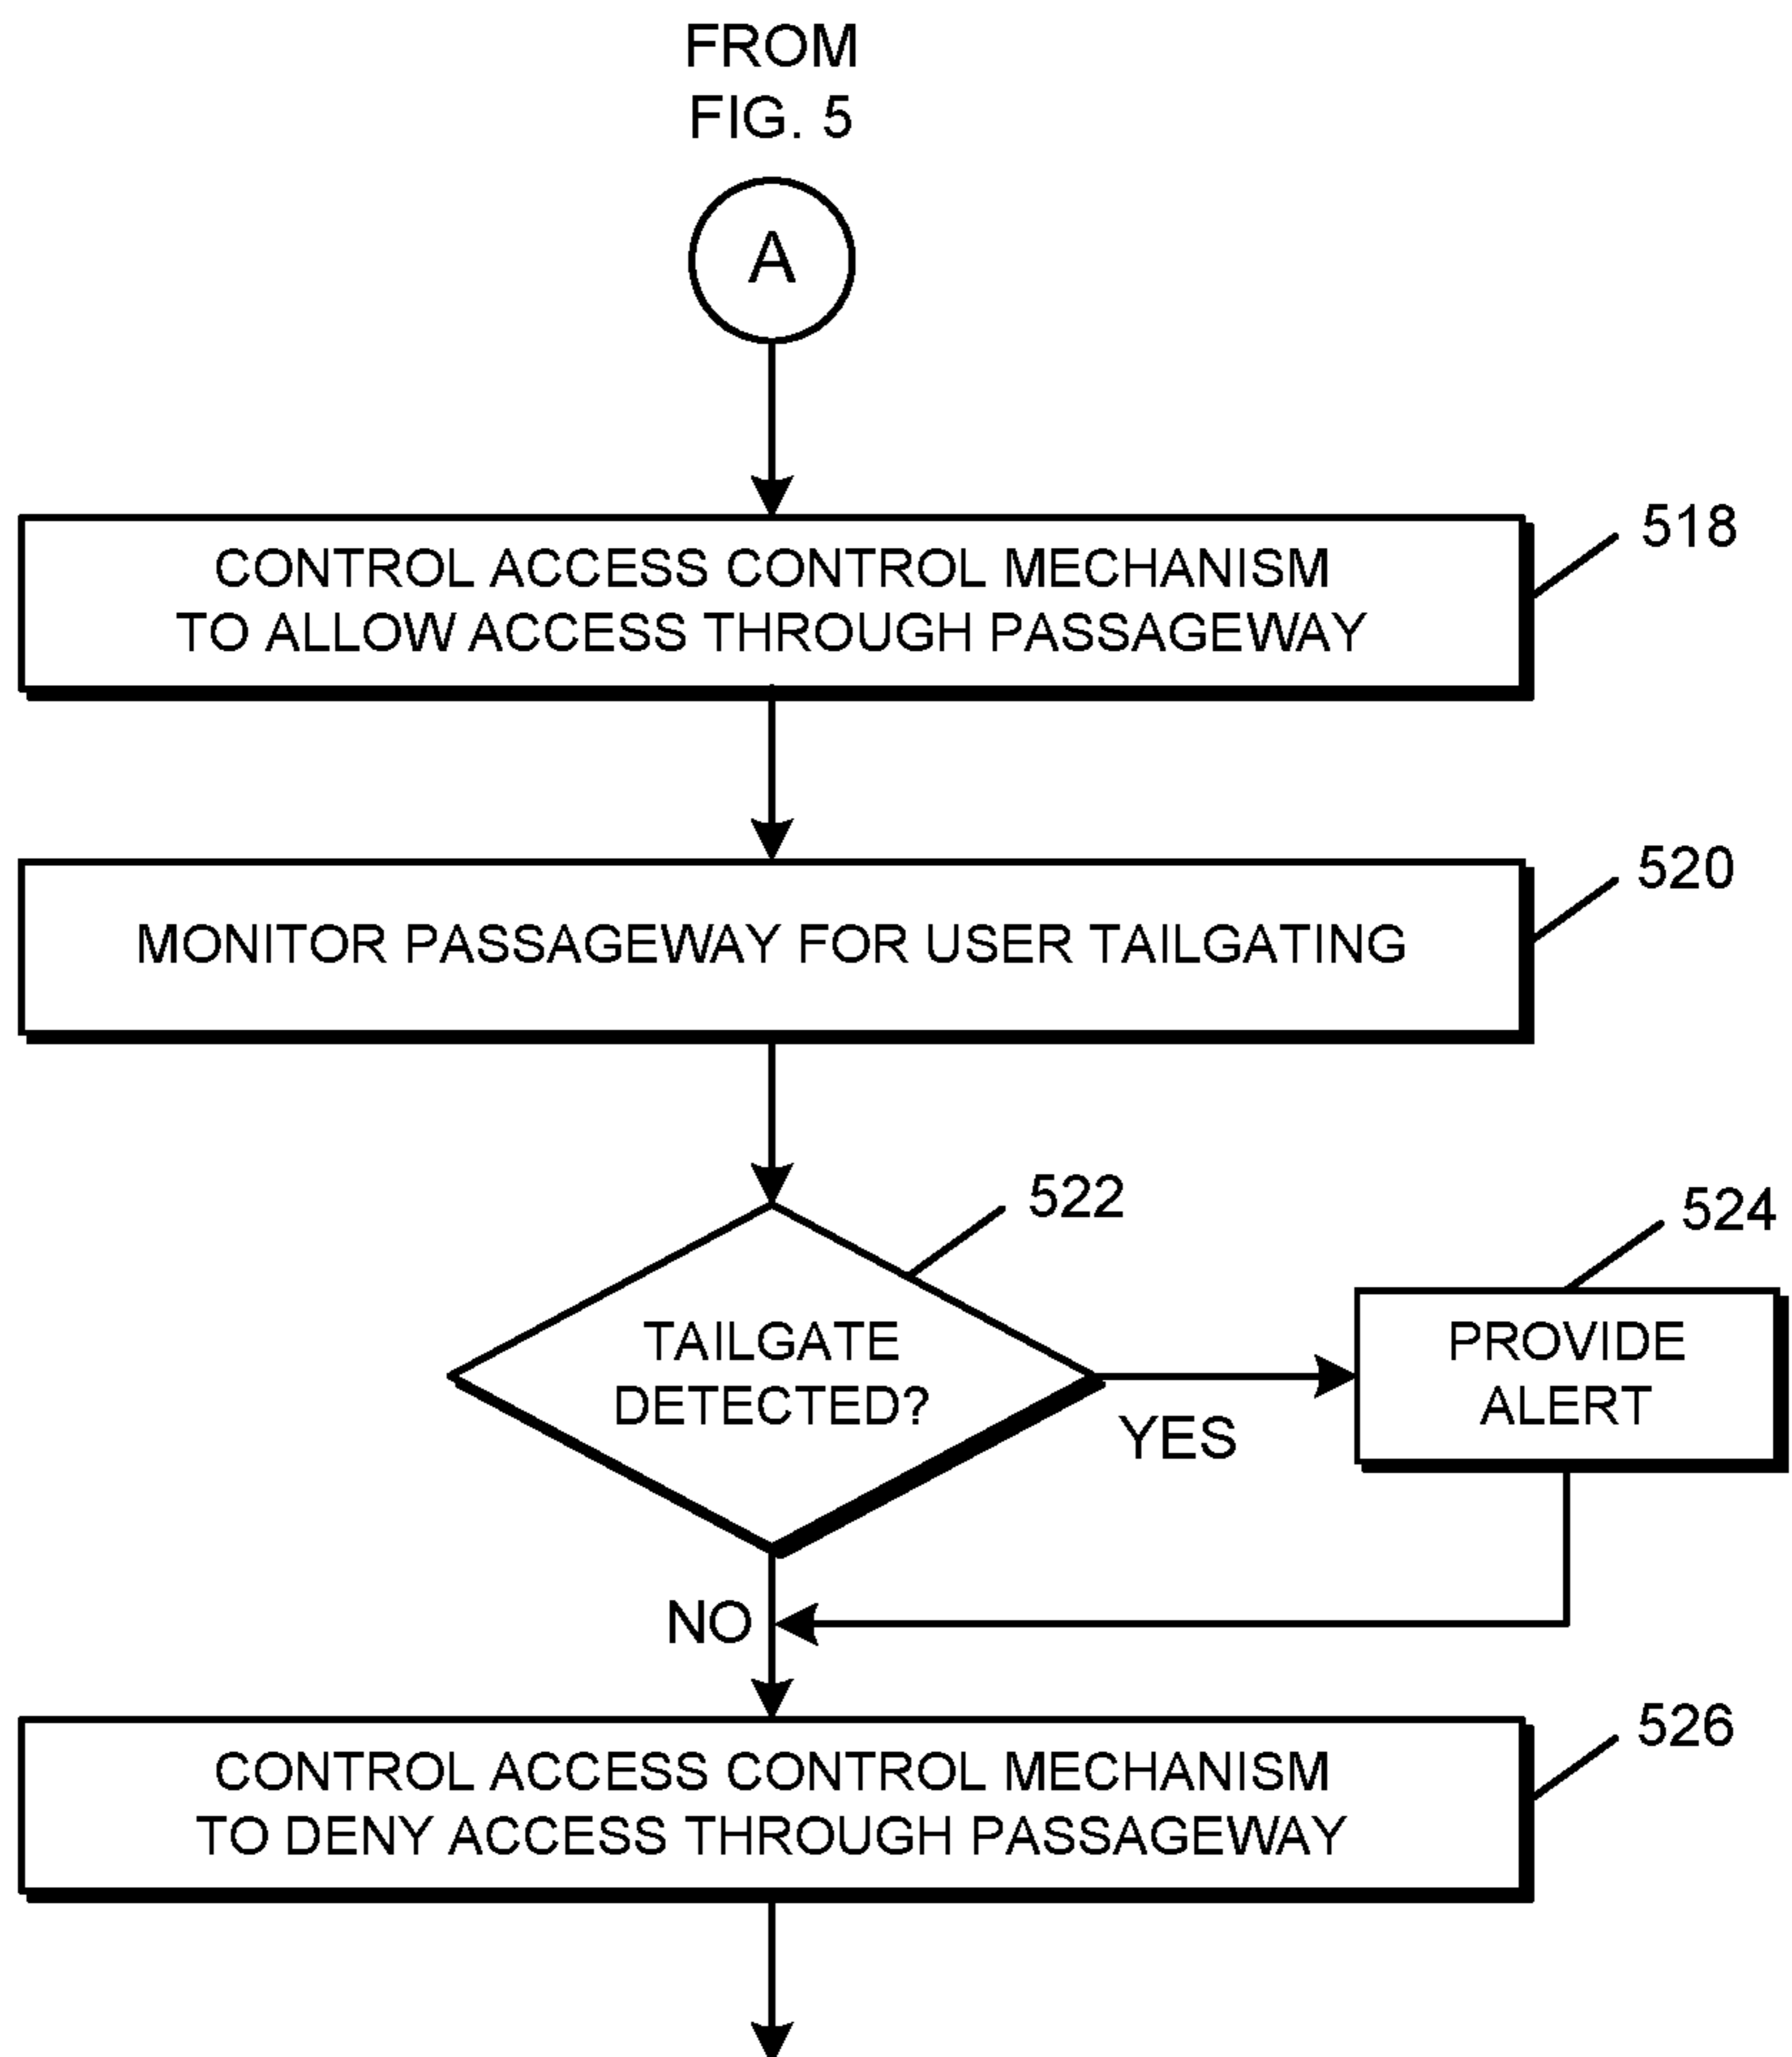 FROM
FIG. 5
A
518
CONTROL ACCESS CONTROL MECHANISM
TO ALLOW ACCESS THROUGH PASSAGEWAY
520
MONITOR PASSAGEWAY FOR USER TAILGATING
522
524
TAILGATE
DETECTED?
YES
PROVIDE
ALERT
NO
526
CONTROL ACCESS CONTROL MECHANISM
TO DENY ACCESS THROUGH PASSAGEWAY